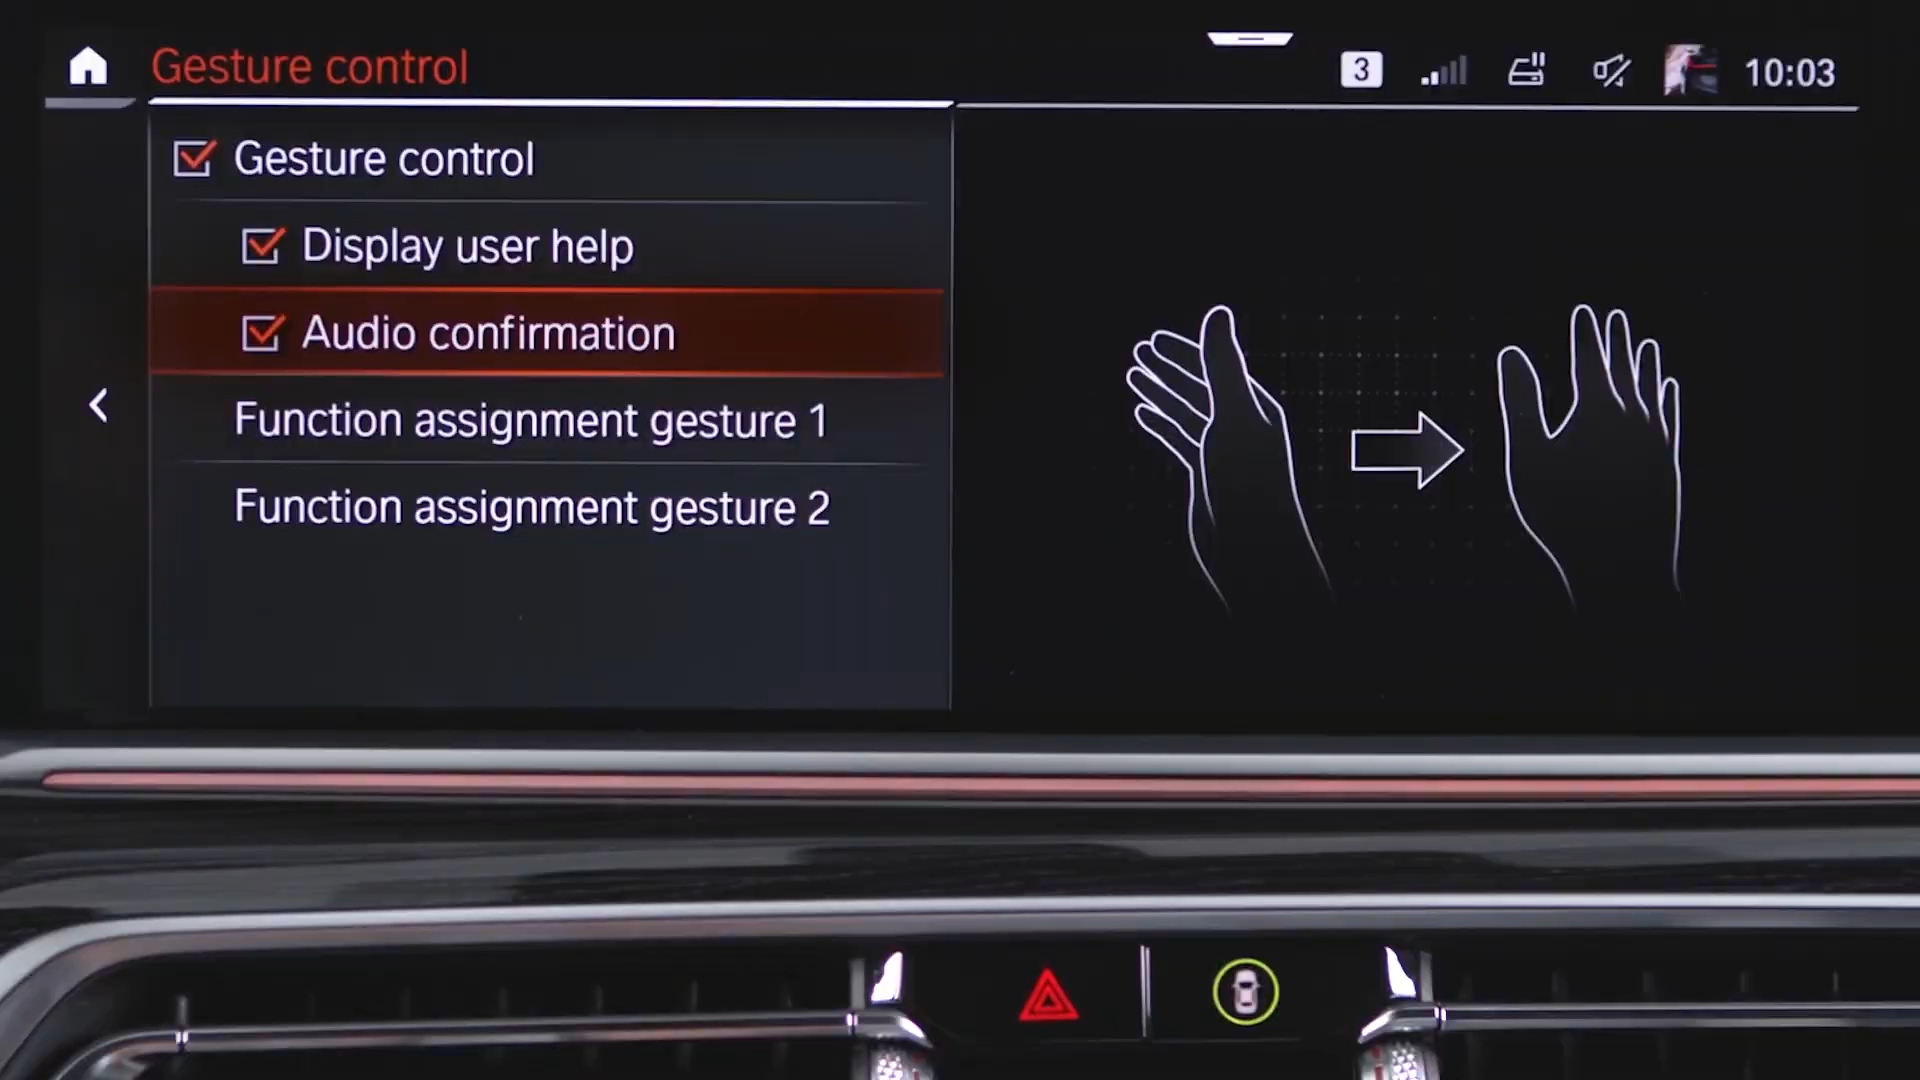 Gesture control
3
10:03
Gesture control
Display user help
Audio confirmation
Function assignment gesture 1
Function assignment gesture 2